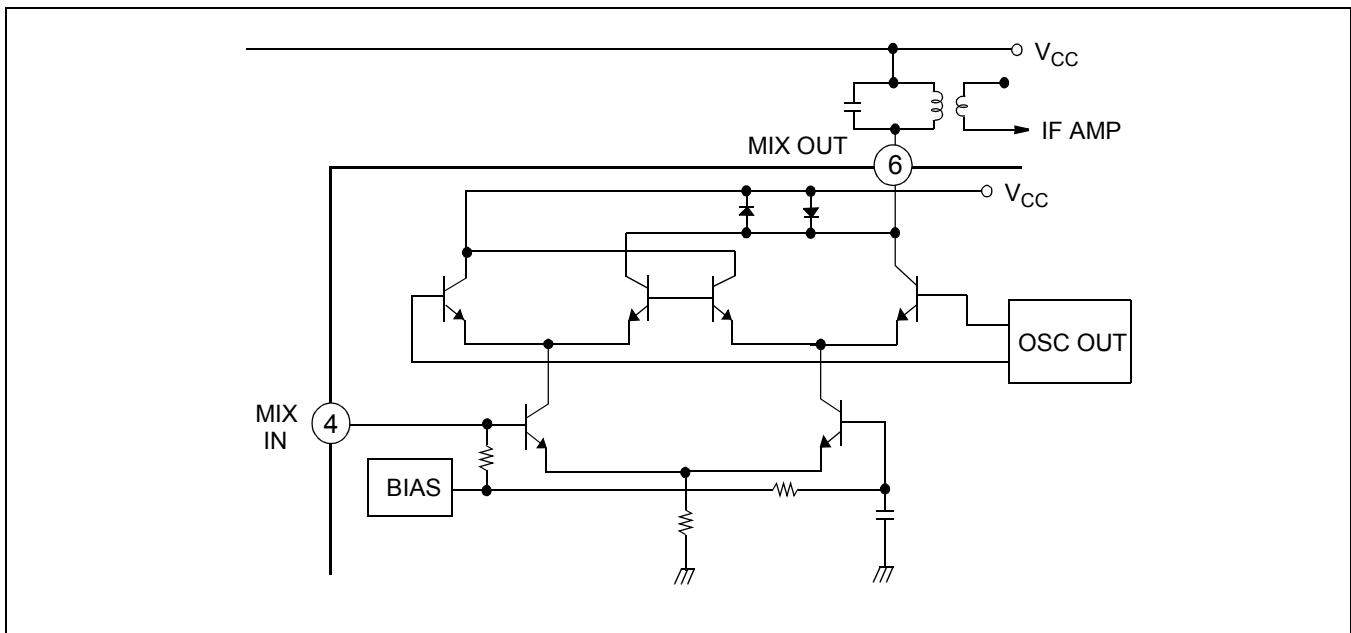 VCC
IF AMP
MIX OUT
6
VCC
OSC OUT
MIX
IN
4
BIAS